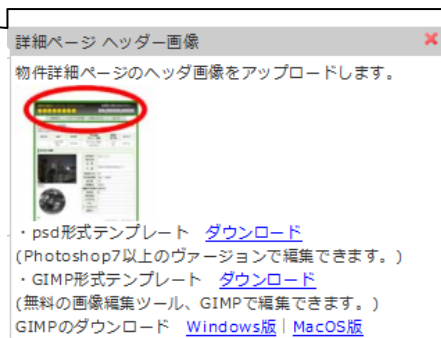 詳細ページ ヘッダー画像
物件詳細ページのヘッダ画像をアップロードします。
・psd形式テンプレート ダウンロード
(Photoshop7以上のヴァージョンで編集できます。)
・GIMP形式テンプレート ダウンロード
(無料の画像編集ツール、GIMPで編集できます。)
GIMPのダウンロード Windows版 | MacOS版